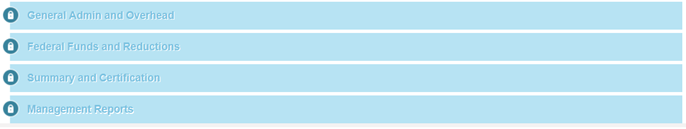 General Admin and Overhead
Federal Funds and Reductions
Summary and Certification
Management Reports